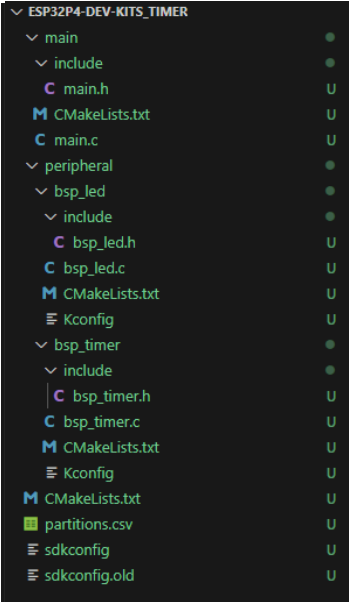 ESP32P4-DEV-KITS_TIMER
main
include
C main.h U
M CMakeLists.txt U
C main.c U
peripheral
bsp_led
include
C bsp_led.h U
C bsp_led.c U
M CMakeLists.txt U
Kconfig U
bsp_timer
include
C bsp_timer.h U
C bsp_timer.c U
M CMakeLists.txt U
Kconfig U
M CMakeLists.txt U
partitions.csv U
sdkconfig U
sdkconfig.old U